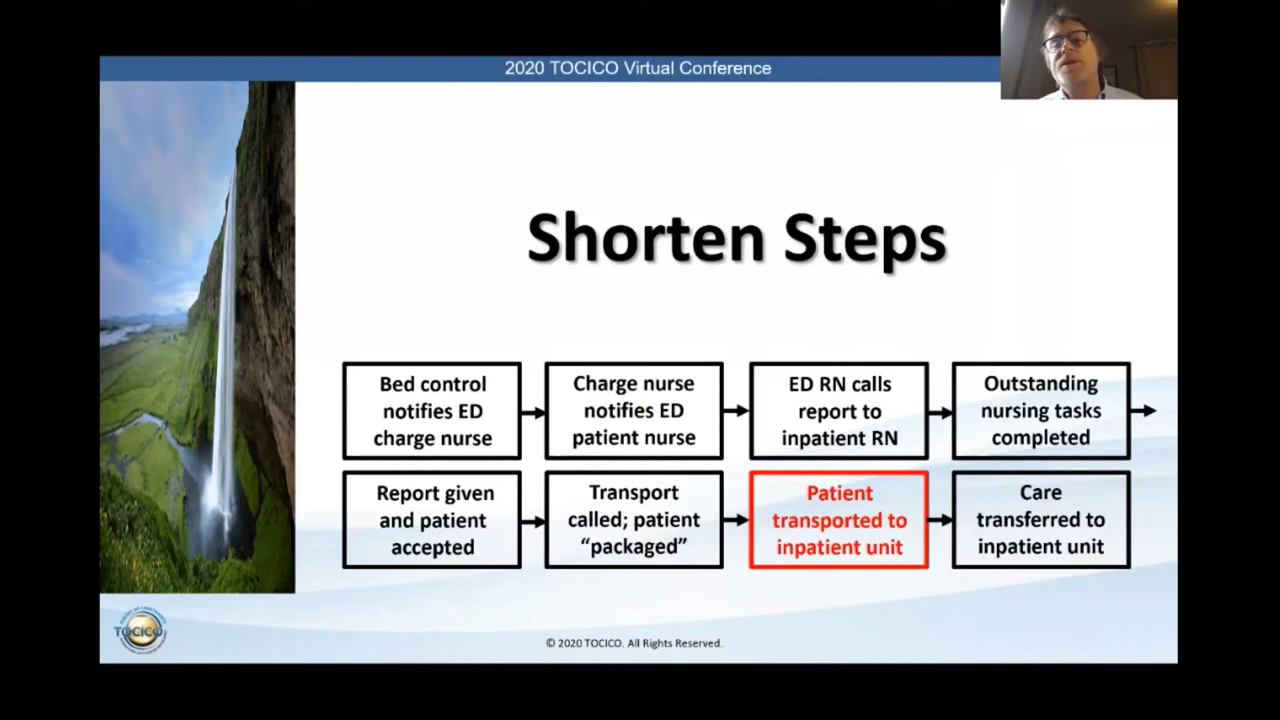 2020 TOCICO Virtual Conference
Shorten Steps
Bed control
notifies ED
charge nurse
Charge nurse
notifies ED
patient nurse
ED RN calls
report to
inpatient RN
Outstanding
nursing tasks
completed
Report given
and patient
accepted
Transport
called; patient
“packaged”
Patient
transported to
inpatient unit
Care
transferred to
inpatient unit
TOCICO
© 2020 TOCICO. All Rights Reserved.